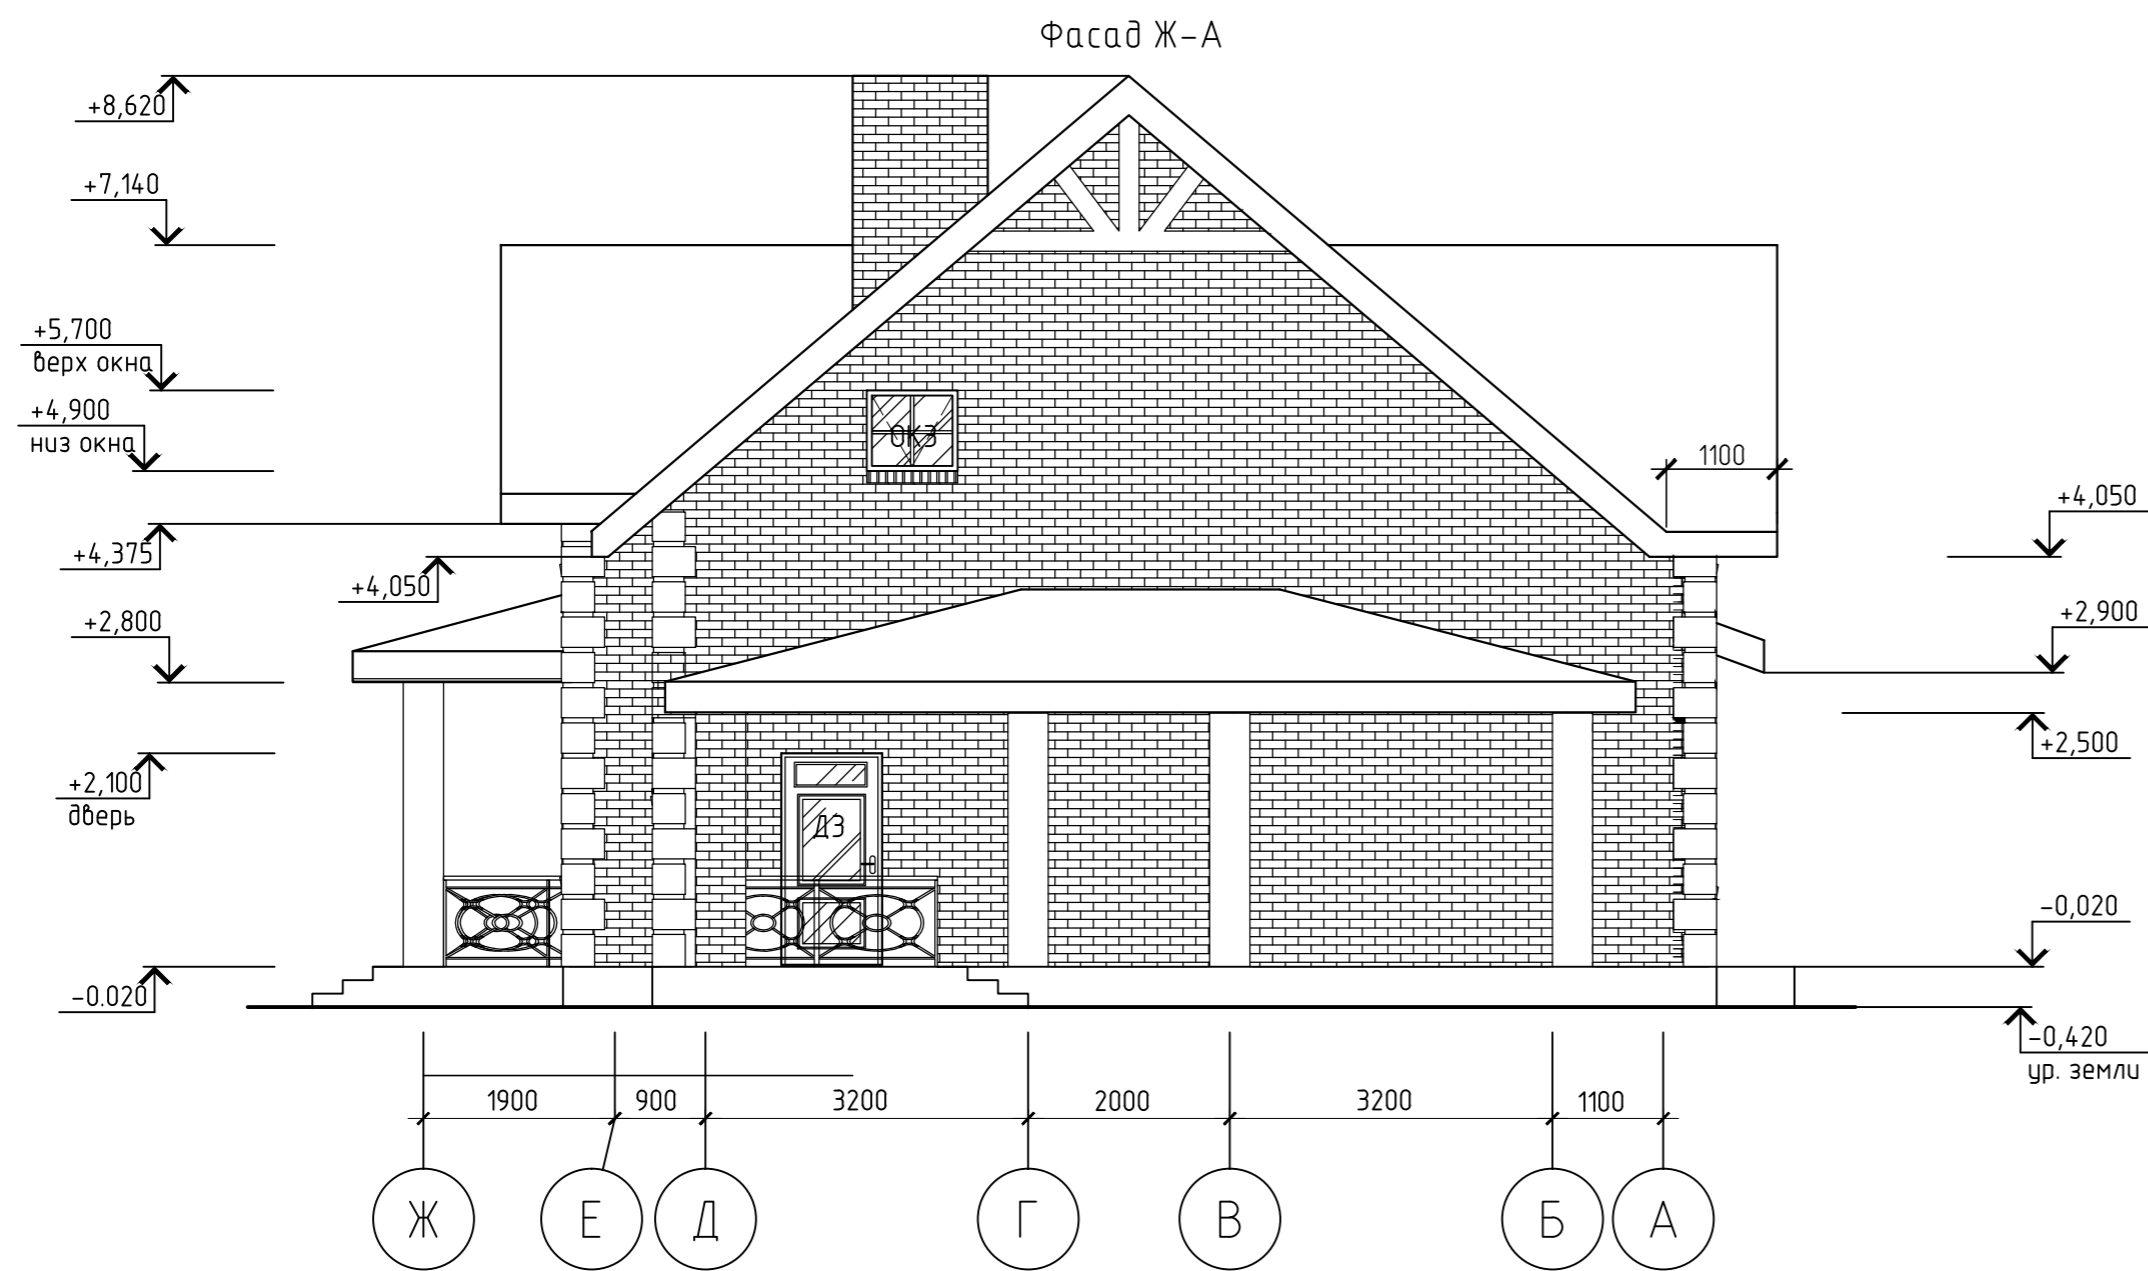 Фасад Ж-А
+8,620
+7,140
+5,700
верх окна
+4,900
низ окна
+4,375
+4,050
+2,800
+2,100
дверь
-0.020
ОК3
Д3
1100
+4,050
+2,900
+2,500
-0,020
-0,420
ур. земли
1900 900 3200 2000 3200 1100
Ж Е Д Г В Б А